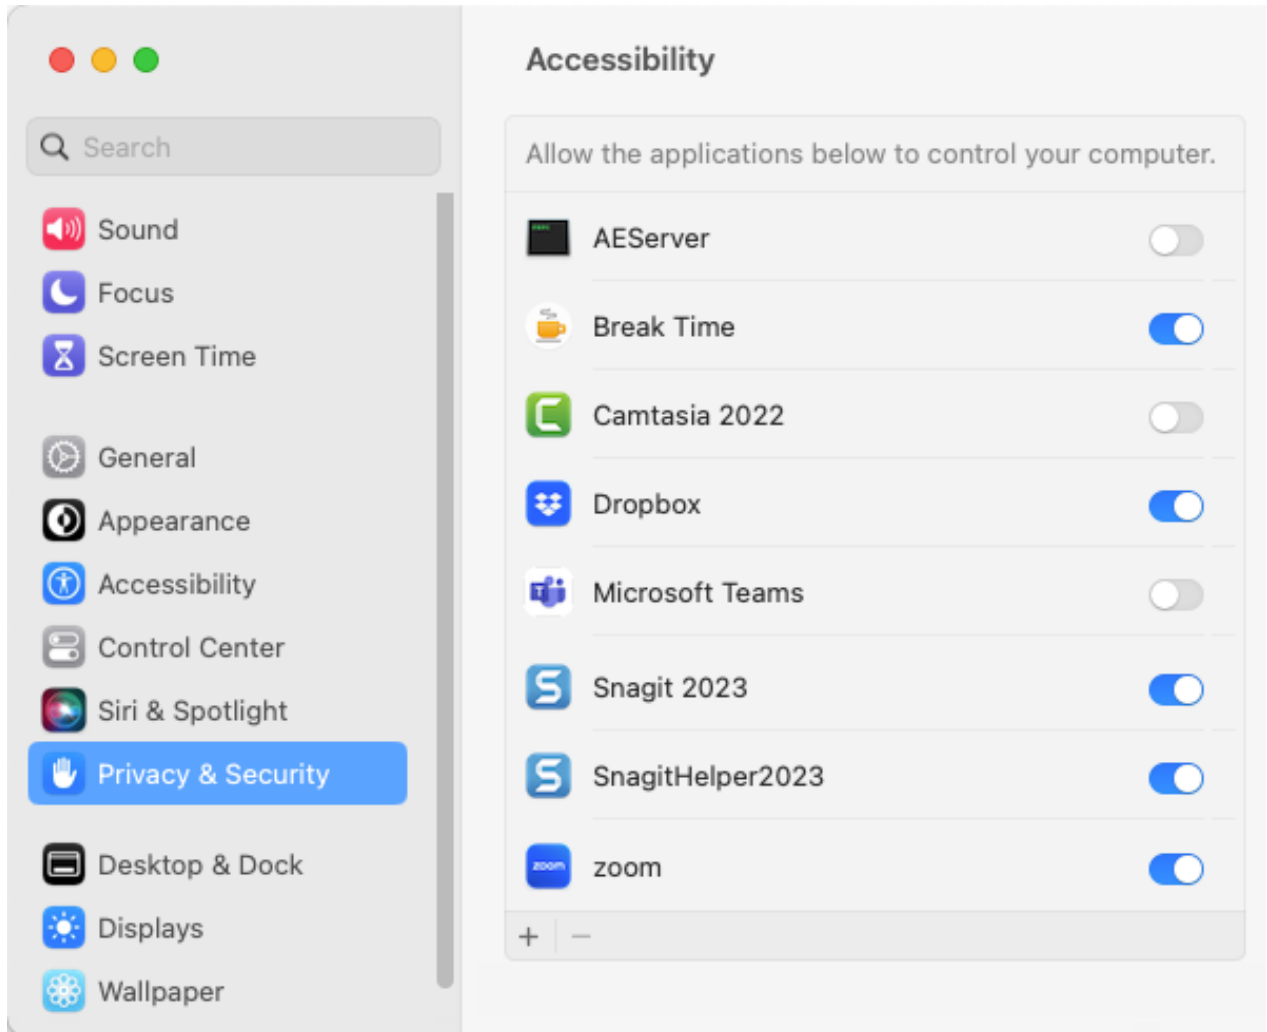 Accessibility
Search
Allow the applications below to control your computer.
Sound
Focus
Screen Time
General
Appearance
Accessibility
Control Center
Siri & Spotlight
Privacy & Security
Desktop & Dock
Displays
Wallpaper
AEServer
Break Time
Camtasia 2022
Dropbox
Microsoft Teams
Snagit 2023
SnagitHelper2023
zoom
zoom
+ −